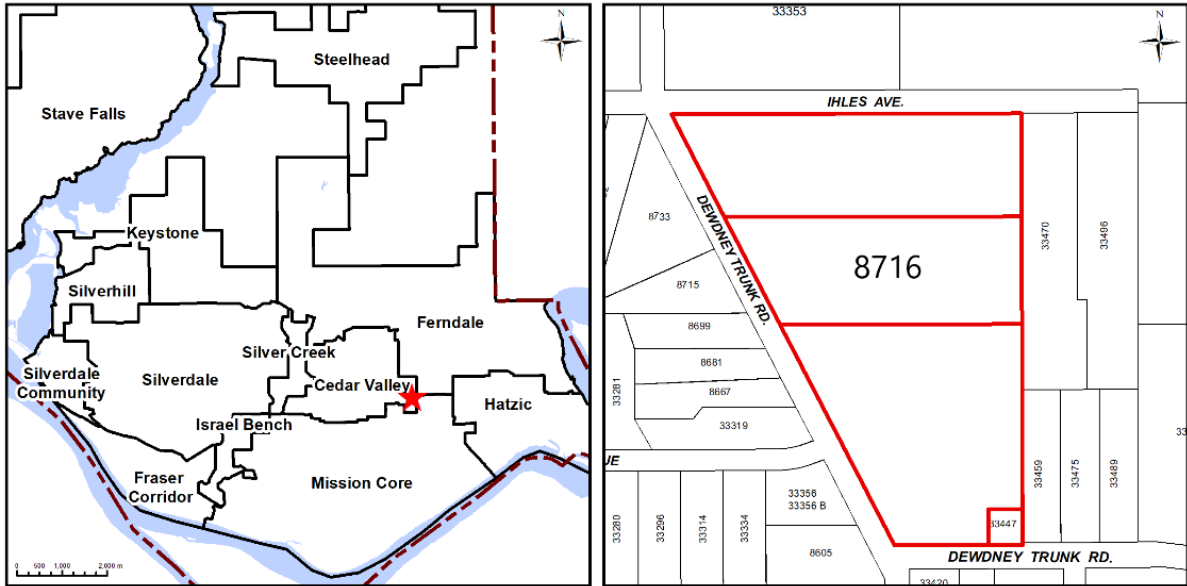 N
Steelhead
Stave Falls
Keystone
Silverhill
Ferndale
Silver Creek
Silverdale
Community
Silverdale
Cedar Valley
Hatzic
Israel Bench
Fraser
Corridor
Mission Core
0 500 1,000 2,000 m
33353
N
IHLES AVE.
8733
DEWDNEY TRUNK RD.
33470
33496
8716
8715
8699
8681
8667
33281
33319
UE
33459
33475
33489
33280
33296
33314
33334
33356
33356 B
8605
33447
DEWDNEY TRUNK RD.
33420